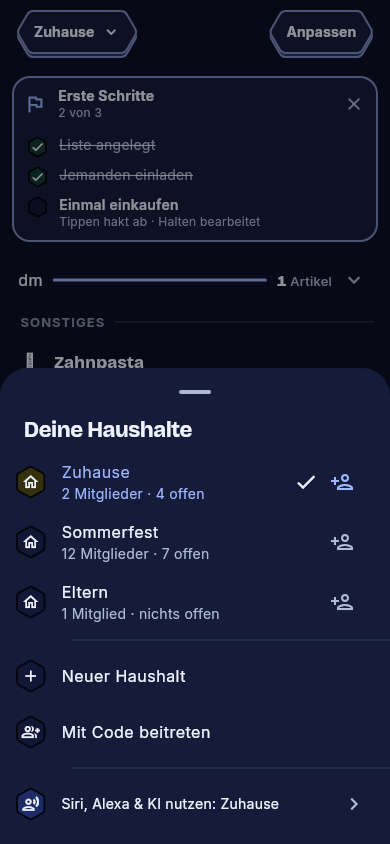 Zuhause
Anpassen
Erste Schritte
2 von 3
Liste angelegt
Jemanden einladen
Einmal einkaufen
Tippen hakt ab · Halten bearbeitet
dm
1 Artikel
SONSTIGES
Zahnpasta
Deine Haushalte
Zuhause
2 Mitglieder · 4 offen
Sommerfest
12 Mitglieder · 7 offen
Eltern
1 Mitglied · nichts offen
Neuer Haushalt
Mit Code beitreten
Siri, Alexa & KI nutzen: Zuhause